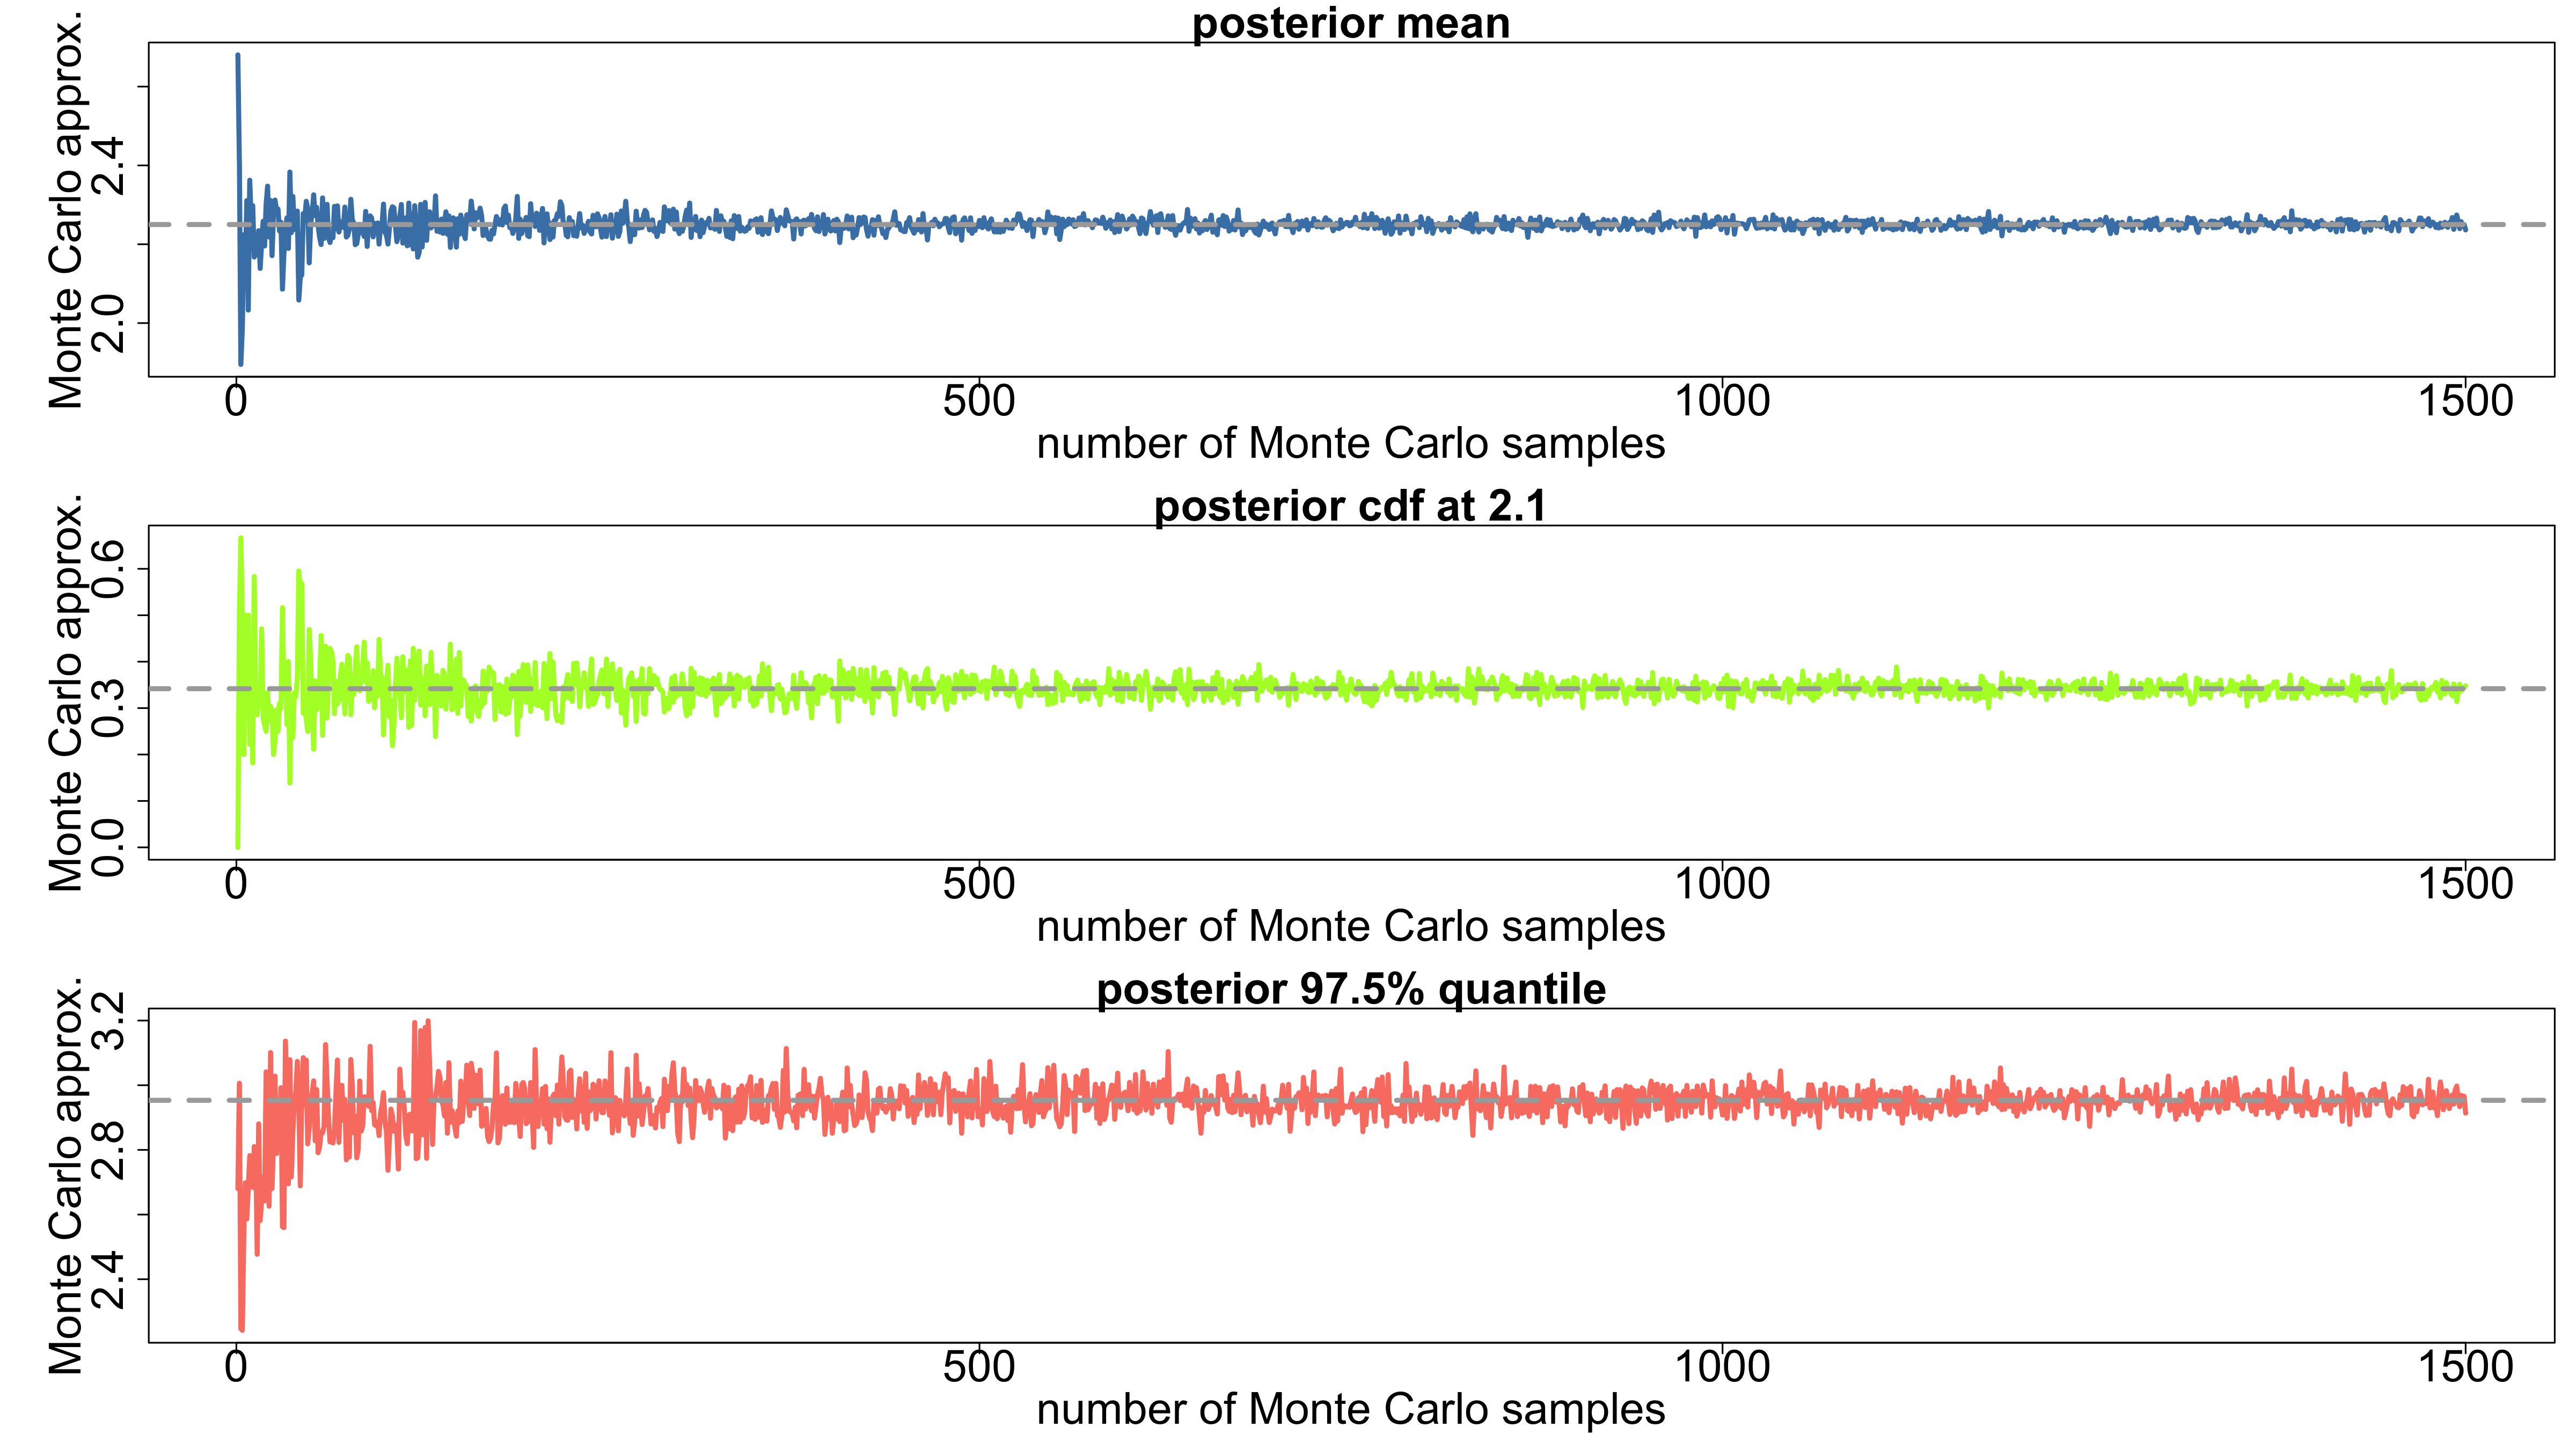 posterior mean
Monte Carlo approx.
2.4
2.0
0 500 1000 1500
number of Monte Carlo samples
posterior cdf at 2.1
Monte Carlo approx.
0.6
0.3
0.0
0 500 1000 1500
number of Monte Carlo samples
posterior 97.5% quantile
Monte Carlo approx.
3.2
2.8
2.4
0 500 1000 1500
number of Monte Carlo samples